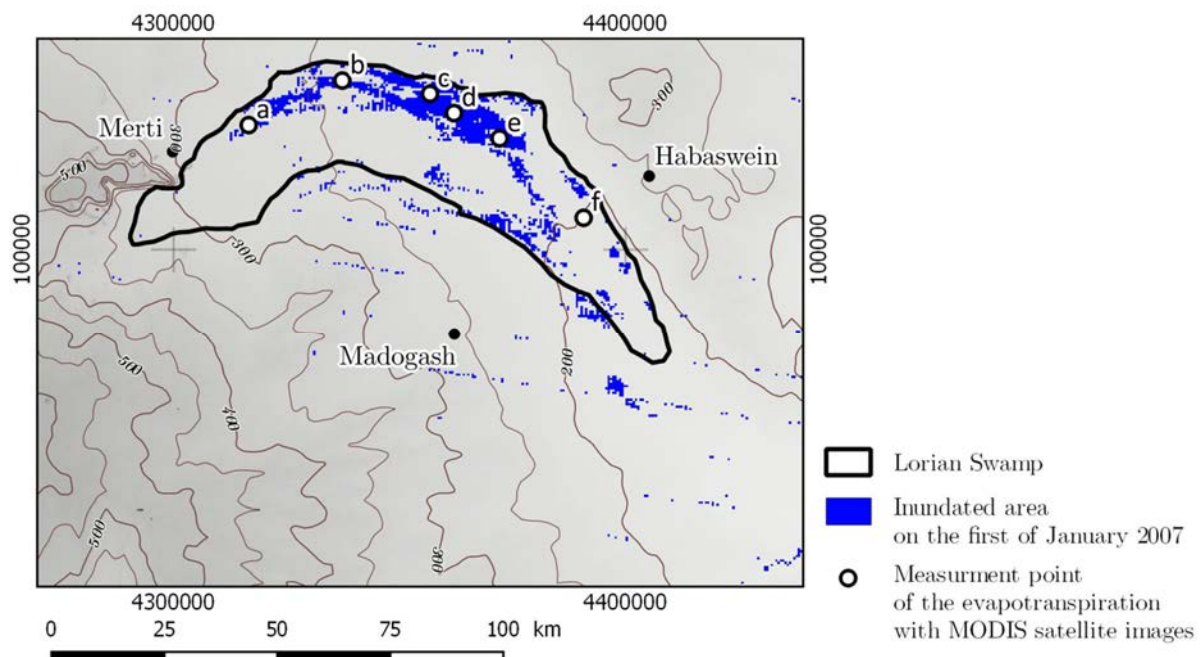 4300000 4400000
b
c
300
a
d
Merti
300
e
Habaswein
500
f
100000
100000
300
Madogash
200
500
400
Lorian Swamp
Inundated area
on the first of January 2007
500
300
Measurment point
of the evapotranspiration
with MODIS satellite images
4300000 4400000
0 25 50 75 100 km